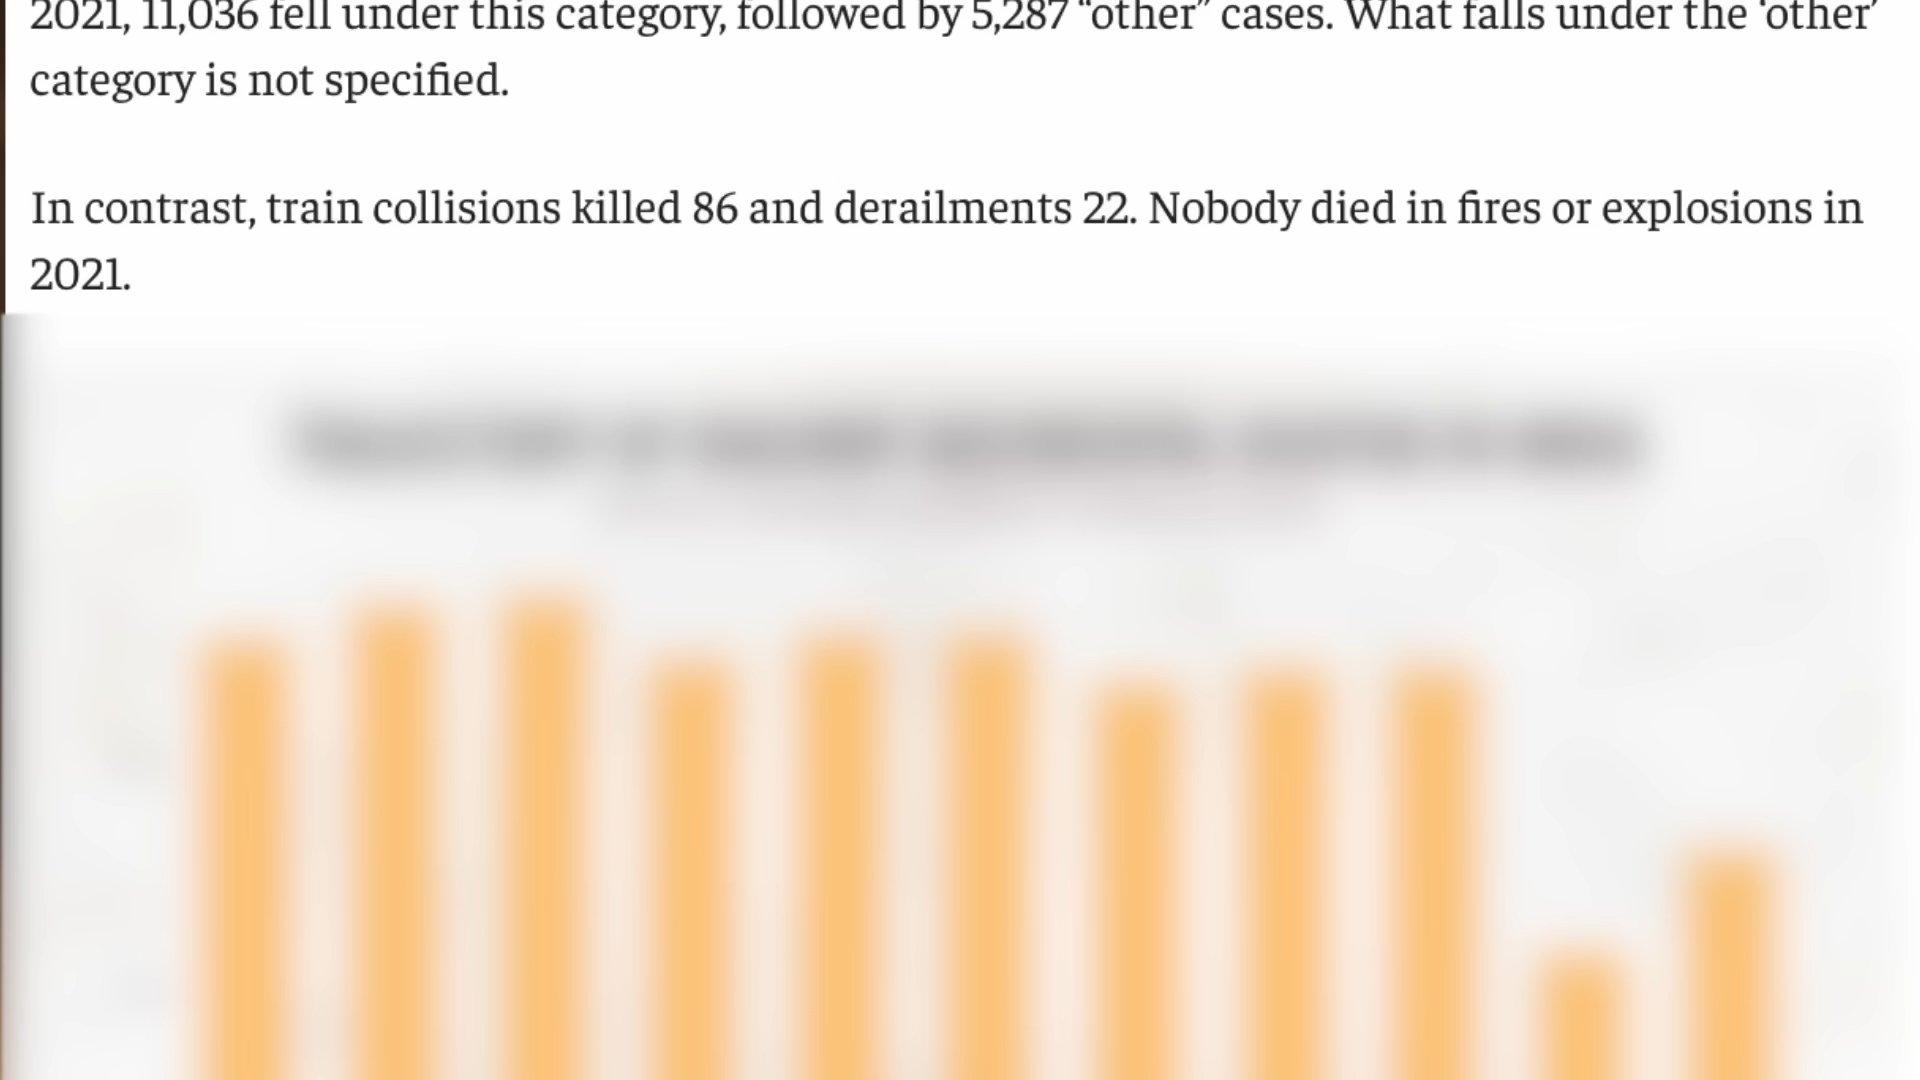 2021, 11,036 fell under this category, followed by 5,287 “other” cases. What falls under the ‘other’
category is not specified.
In contrast, train collisions killed 86 and derailments 22. Nobody died in fires or explosions in
2021.